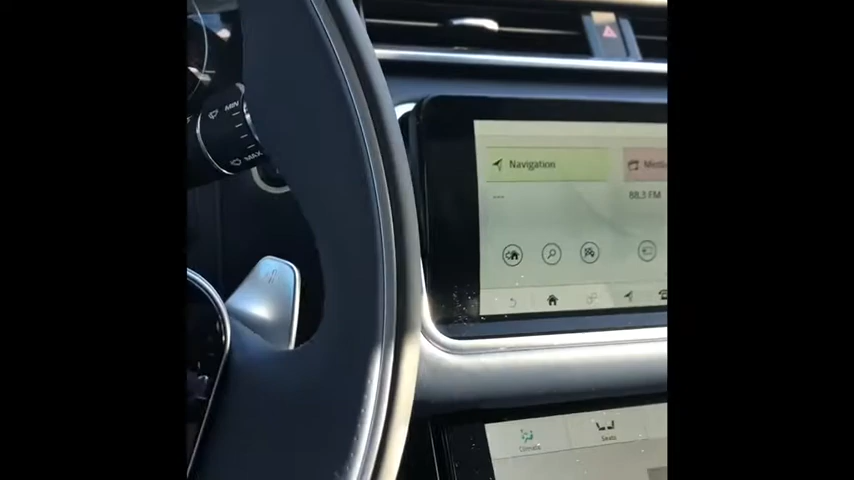 MIN
MAX
Navigation
----
88.3 FM
Climate
Seats